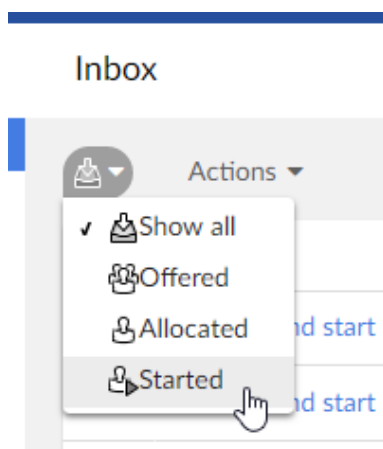 Inbox
Actions
Show all
Offered
Allocated
nd start
Started
nd start